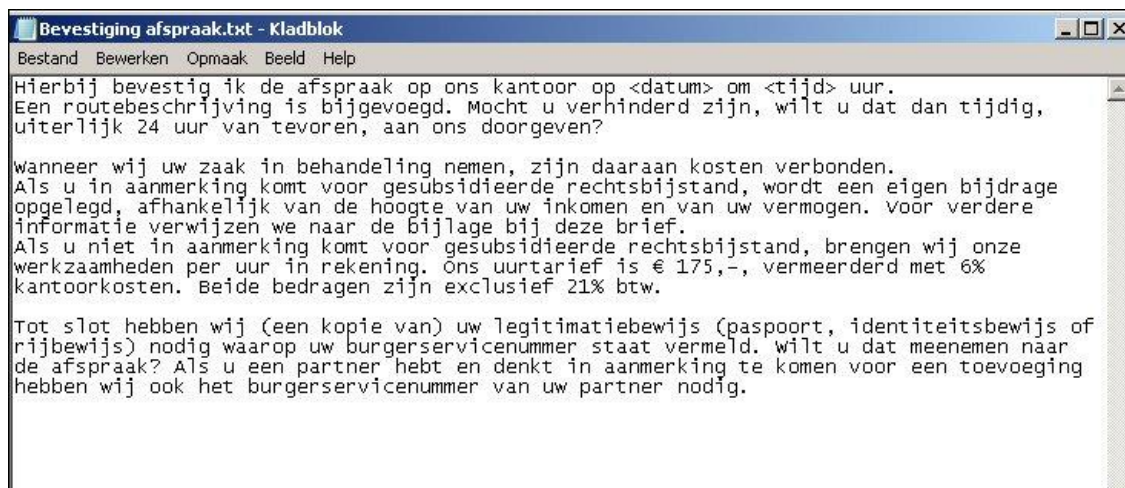 Bevestiging afspraak.txt - Kladblok
Bestand Bewerken Opmaak Beeld Help
Hierbij bevestig ik de afspraak op ons kantoor op <datum> om <tijd> uur.
Een routebeschrijving is bijgevoegd. Mocht u verhinderd zijn, wilt u dat dan tijdig,
uiterlijk 24 uur van tevoren, aan ons doorgeven?

Wanneer wij uw zaak in behandeling nemen, zijn daaraan kosten verbonden.
Als u in aanmerking komt voor gesubsidieerde rechtsbijstand, wordt een eigen bijdrage
opgelegd, afhankelijk van de hoogte van uw inkomen en van uw vermogen. Voor verdere
informatie verwijzen we naar de bijlage bij deze brief.
Als u niet in aanmerking komt voor gesubsidieerde rechtsbijstand, brengen wij onze
werkzaamheden per uur in rekening. Ons uurtarief is € 175,-, vermeerderd met 6%
kantoorkosten. Beide bedragen zijn exclusief 21% btw.

Tot slot hebben wij (een kopie van) uw legitimatiebewijs (paspoort, identiteitsbewijs of
rijbewijs) nodig waarop uw burgerservicenummer staat vermeld. Wilt u dat meenemen naar
de afspraak? Als u een partner hebt en denkt in aanmerking te komen voor een toevoeging
hebben wij ook het burgerservicenummer van uw partner nodig.